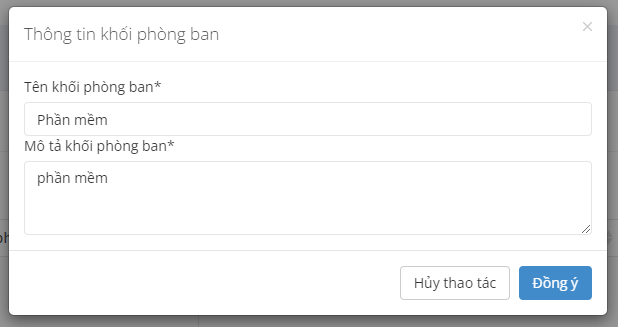 Thông tin khối phòng ban
×
Tên khối phòng ban*
Phần mềm
Mô tả khối phòng ban*
phần mềm
Hủy thao tác
Đồng ý